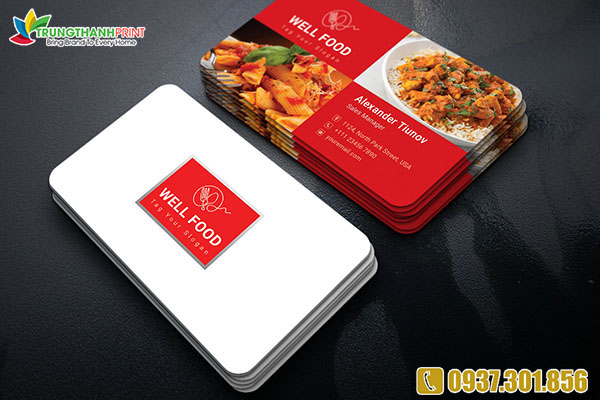 TRUNGTHANHPRINT
Bring Brand To Every Home
WELL FOOD
Tag Your Slogan
Alexander Tiunov
Sales Manager
1124, North Park Street, USA
+111 23456 7890
youremail.com
WELL FOOD
Tag Your Slogan
0937.301.856